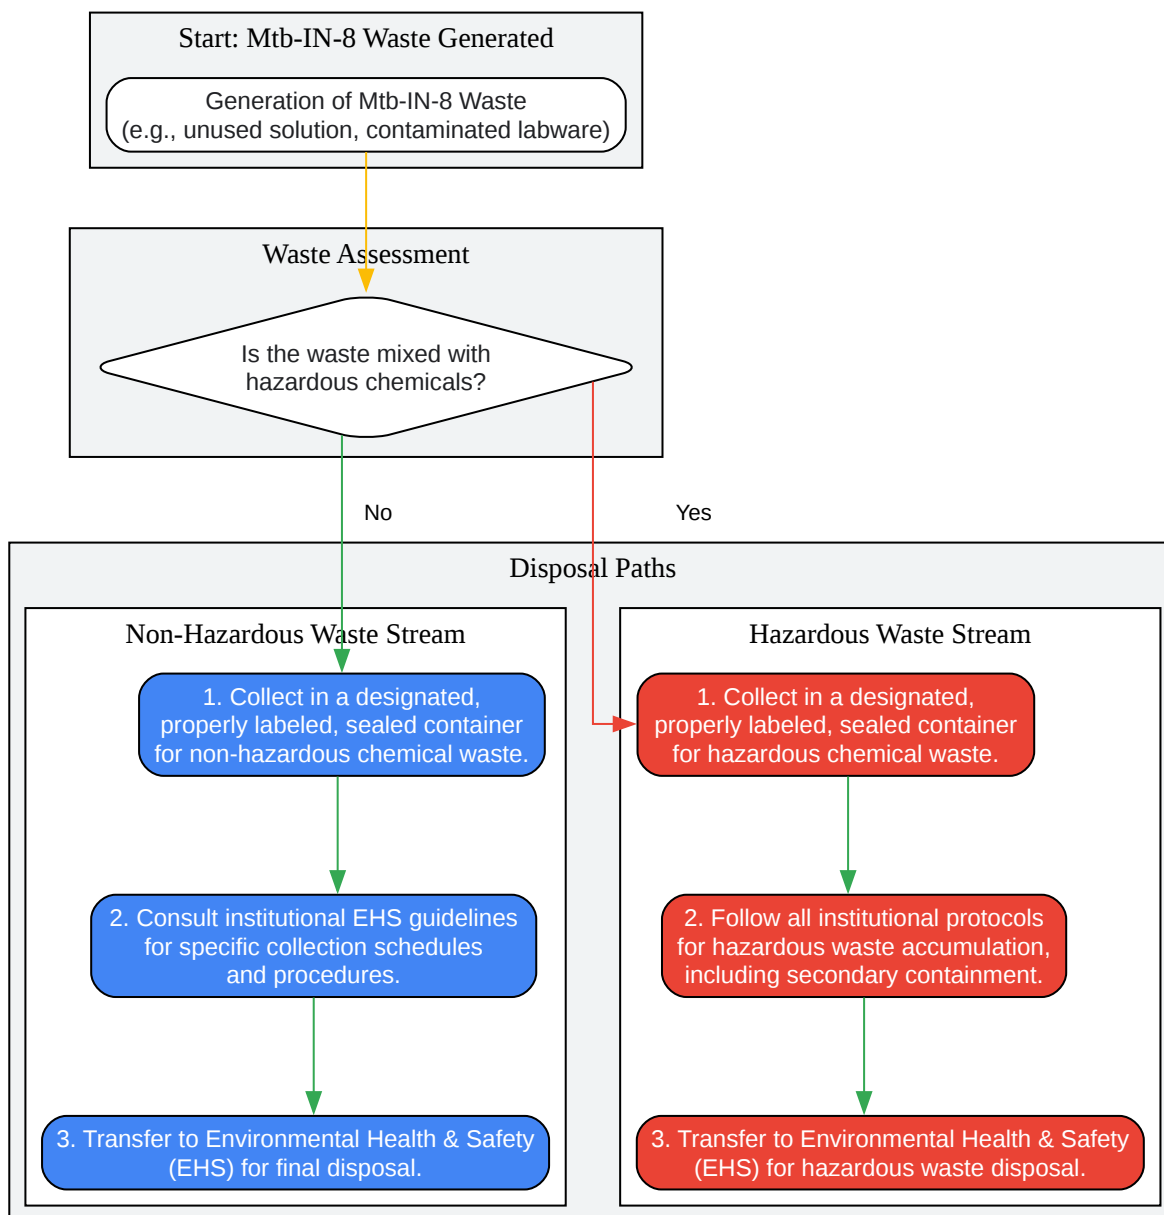 Start: Mtb-IN-8 Waste Generated
Generation of Mtb-IN-8 Waste
(e.g., unused solution, contaminated labware)
Waste Assessment
Is the waste mixed with
hazardous chemicals?
No
Yes
Disposal Paths
Non-Hazardous Waste Stream
1. Collect in a designated,
properly labeled, sealed container
for non-hazardous chemical waste.
2. Consult institutional EHS guidelines
for specific collection schedules
and procedures.
3. Transfer to Environmental Health & Safety
(EHS) for final disposal.
Hazardous Waste Stream
1. Collect in a designated,
properly labeled, sealed container
for hazardous chemical waste.
2. Follow all institutional protocols
for hazardous waste accumulation,
including secondary containment.
3. Transfer to Environmental Health & Safety
(EHS) for hazardous waste disposal.